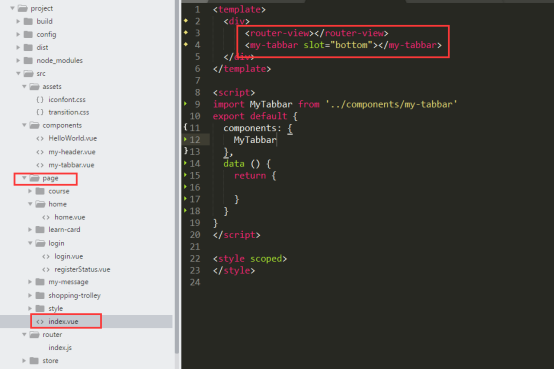 project
build
config
dist
node_modules
src
assets
iconfont.css
transition.css
components
HelloWorld.vue
my-header.vue
my-tabbar.vue
page
course
home
home.vue
learn-card
login
login.vue
registerStatus.vue
my-message
shopping-trolley
style
index.vue
router
index.js
store
1 <template>
2 <div>
3 <router-view></router-view>
4 <my-tabbar slot="bottom"></my-tabbar>
5 </div>
6 </template>
7
8 <script>
9 import MyTabbar from '../components/my-tabbar'
10 export default {
11 components: {
12 MyTabbar
13 },
14 data () {
15 return {
16
17 }
18 }
19 }
20 </script>
21
22 <style scoped>
23 </style>
24